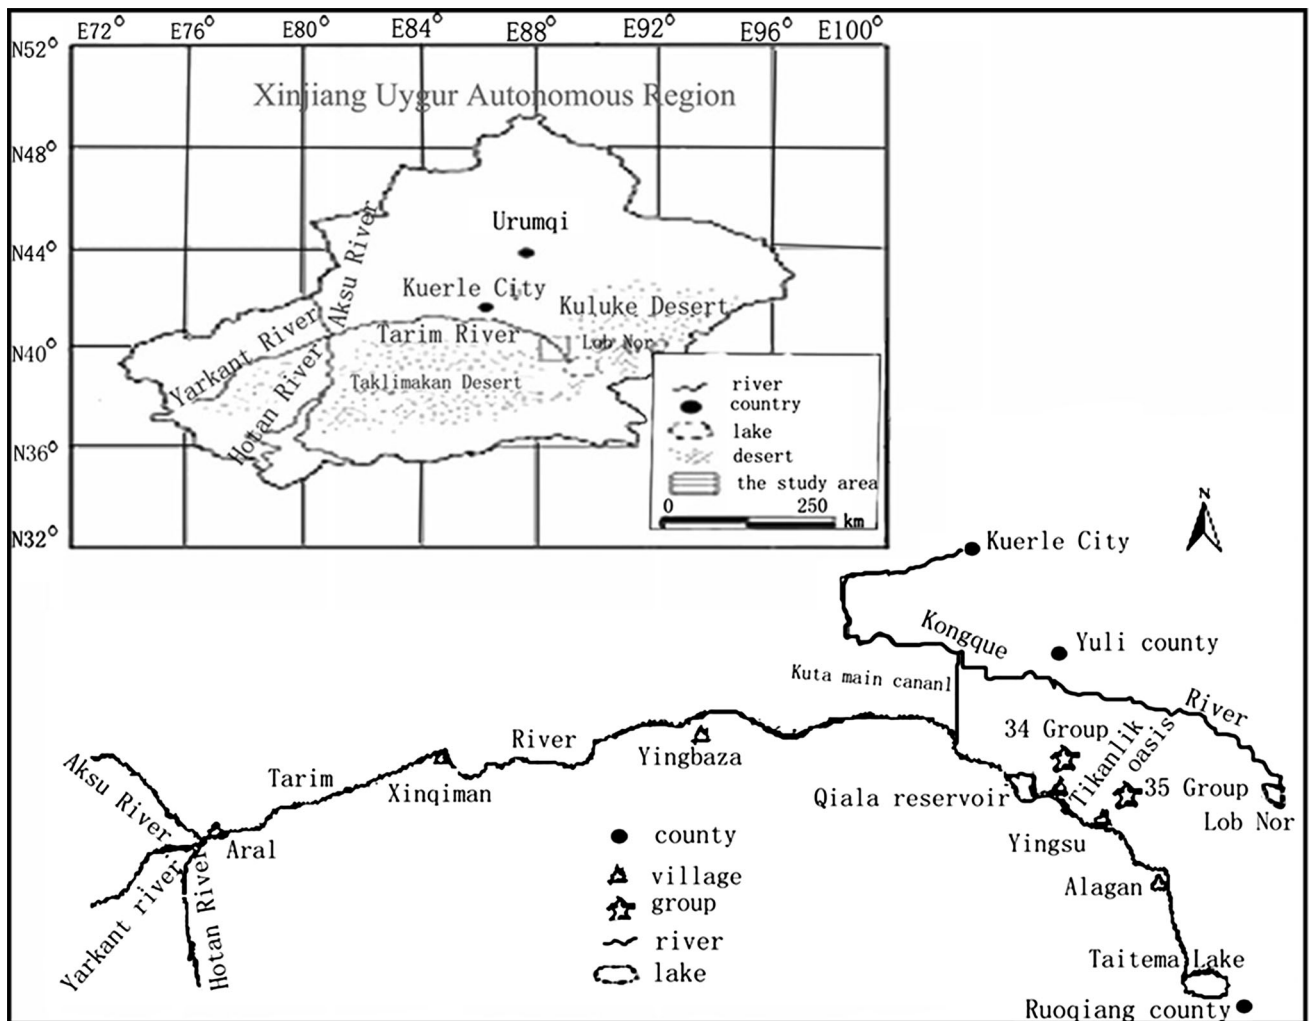 E72° E76° E80° E84° E88° E92° E96° E100°
N52°
Xinjiang Uygur Autonomous Region
N48°
Urumqi
N44°
Aksu River
Kuerle City
Kuluke Desert
Tarim River
Lob Nor
N40°
Yarkant River
Taklimakan Desert
Hotan River
N36°
N32°
river
country
lake
desert
the study area
0 250
km
N
Kuerle City
Kongque
River
Yuli county
Kuta main cananl
34 Group
Tikanlik
oasis
River
Yingbaza
Tarim
Xinqiman
Qiala reservoir
35 Group
Lob Nor
Aksu River
Aral
Yingsu
Alagan
Yarkant river
Hotan River
county
village
group
river
lake
Taitema Lake
Ruoqiang county